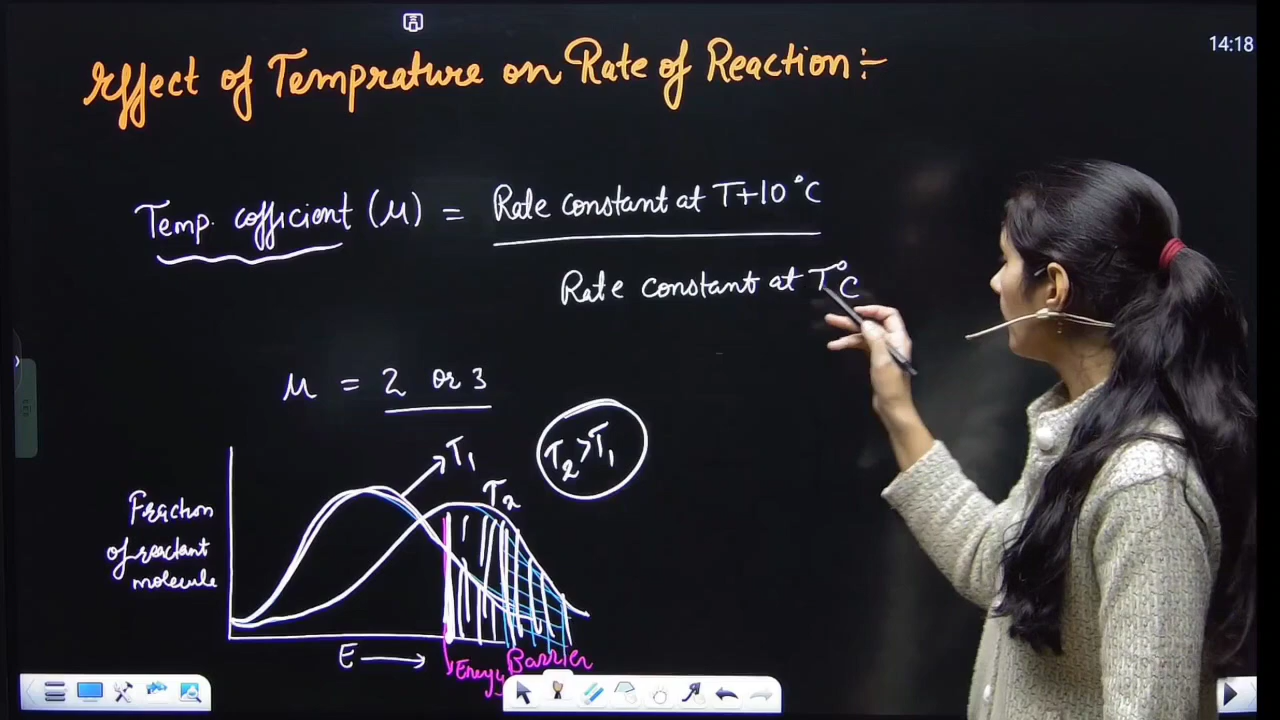 14:18
Effect of Temprature on Rate of Reaction :-
Temp. cofficient (μ) = Rate constant at T+10°C
Rate constant at T°C
μ = 2 or 3
T₂ > T₁
T₁
T₂
Fraction
of reactant
molecule
E →
Energy Barrier